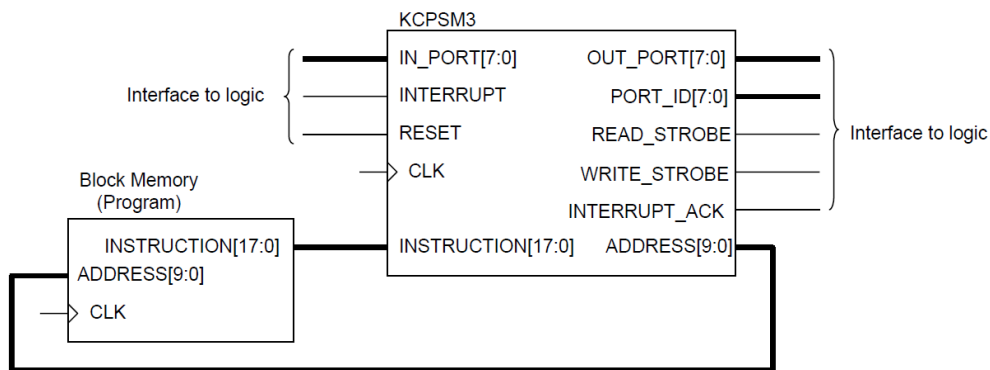 KCPSM3
IN_PORT[7:0]
OUT_PORT[7:0]
Interface to logic
INTERRUPT
PORT_ID[7:0]
RESET
READ_STROBE
Interface to logic
CLK
WRITE_STROBE
INTERRUPT_ACK
Block Memory
(Program)
INSTRUCTION[17:0]
INSTRUCTION[17:0]
ADDRESS[9:0]
ADDRESS[9:0]
CLK